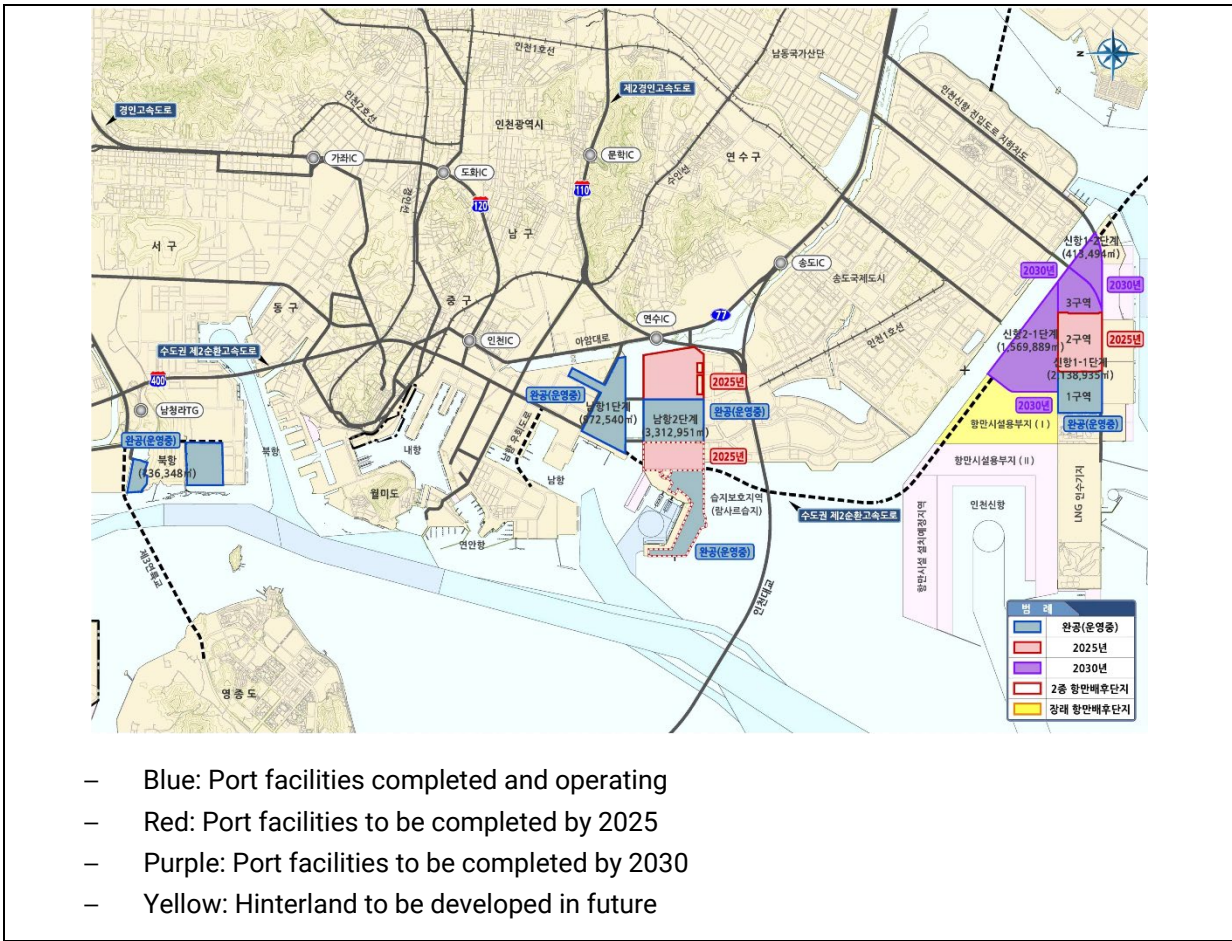 인천1호선
남동국가산단
N
제2경인고속도로
경인고속도로
인천2호선
인천광역시
인천신항 진입도로 지하차도
가좌IC
문학IC
연수구
도화IC
수인선
110
120
경인선
남구
서구
신항1-2단계
(413,494㎡)
송도IC
2030년
2030년
송도국제도시
동구
중구
3구역
77
연수IC
인천IC
아암대로
인천1호선
신항2-1단계
(1,569,889㎡)
2구역
2025년
수도권 제2순환고속도로
신항1-1단계
(2,138,935㎡)
400
2025년
완공(운영중)
1구역
남청라TG
남항1단계
(672,540㎡)
완공(운영중)
남항2단계
(3,312,951㎡)
2030년
완공(운영중)
항만시설용부지 ( I )
완공(운영중)
남항 우회도로
북항
(436,348㎡)
북항
내항
2025년
항만시설용부지 ( II )
남항
월미도
습지보호지역
(람사르습지)
수도권 제2순환고속도로
인천신항
LNG 인수기지
항만시설 설치예정지역
연안항
완공(운영중)
제3연륙교
인천대교
영종도
범 례
완공(운영중)
2025년
2030년
2종 항만배후단지
장래 항만배후단지
– Blue: Port facilities completed and operating
– Red: Port facilities to be completed by 2025
– Purple: Port facilities to be completed by 2030
– Yellow: Hinterland to be developed in future